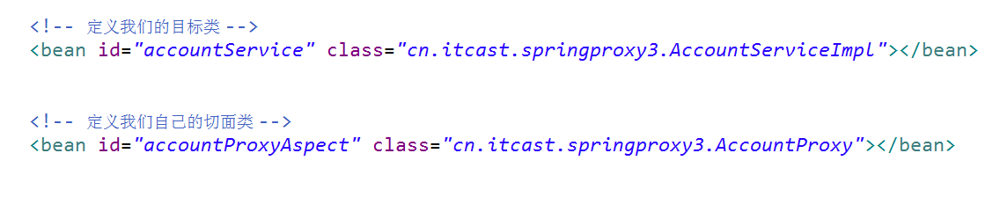 <!-- 定义我们的目标类 -->
<bean id="accountService" class="cn.itcast.springproxy3.AccountServiceImpl"></bean>
<!-- 定义我们自己的切面类 -->
<bean id="accountProxyAspect" class="cn.itcast.springproxy3.AccountProxy"></bean>